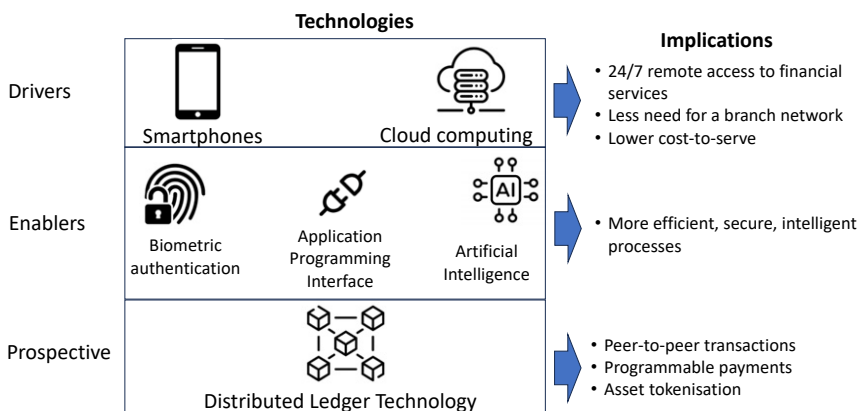 Technologies
Implications
Drivers
Smartphones
Cloud computing
• 24/7 remote access to financial
services
• Less need for a branch network
• Lower cost-to-serve
Enablers
Biometric
authentication
Application
Programming
Interface
AI
Artificial
Intelligence
• More efficient, secure, intelligent
processes
Prospective
Distributed Ledger Technology
• Peer-to-peer transactions
• Programmable payments
• Asset tokenisation